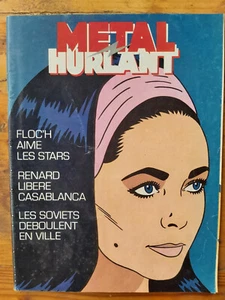 METAL
HURLANT
FLOC'H
AIME
LES STARS
RENARD
LIBERE
CASABLANCA
LES SOVIETS
DEBOULENT
EN VILLE